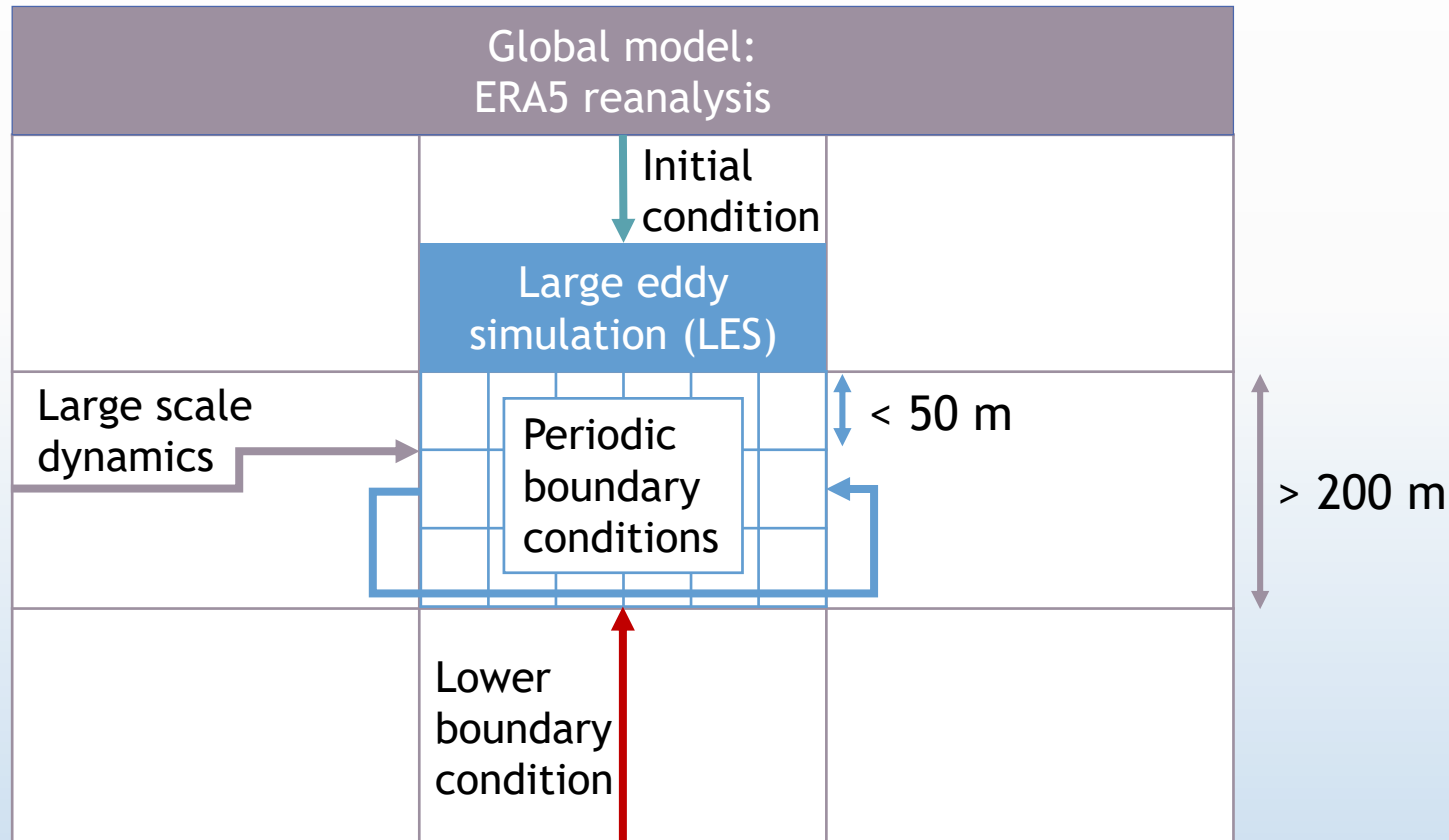 Global model:
ERA5 reanalysis
Initial
condition
Large eddy
simulation (LES)
Large scale
dynamics
Periodic
boundary
conditions
< 50 m
> 200 m
Lower
boundary
condition